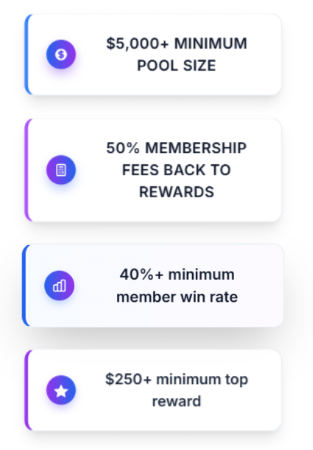 $5,000+ MINIMUM
POOL SIZE
50% MEMBERSHIP
FEES BACK TO
REWARDS
40%+ minimum
member win rate
$250+ minimum top
reward